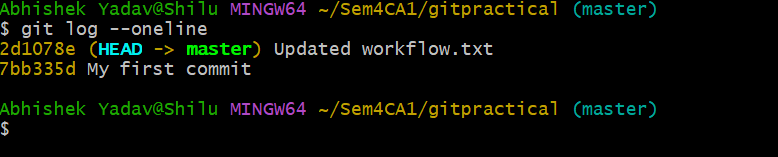 Abhishek Yadav@Shilu MINGW64 ~/Sem4CA1/gitpractical (master)
$ git log --oneline
2d1078e (HEAD -> master) Updated workflow.txt
7bb335d My first commit
Abhishek Yadav@Shilu MINGW64 ~/Sem4CA1/gitpractical (master)
$